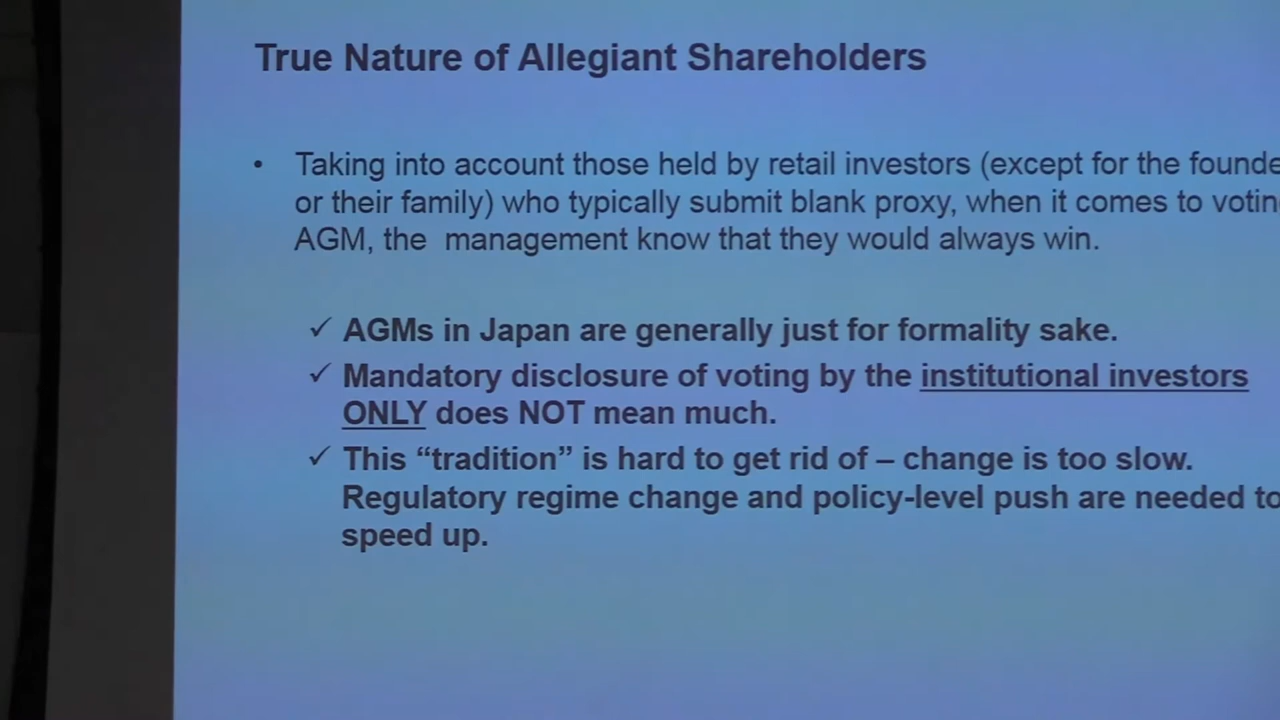 True Nature of Allegiant Shareholders
• Taking into account those held by retail investors (except for the founde
or their family) who typically submit blank proxy, when it comes to votin
AGM, the management know that they would always win.
✓ AGMs in Japan are generally just for formality sake.
✓ Mandatory disclosure of voting by the institutional investors
ONLY does NOT mean much.
✓ This “tradition” is hard to get rid of – change is too slow.
Regulatory regime change and policy-level push are needed to
speed up.